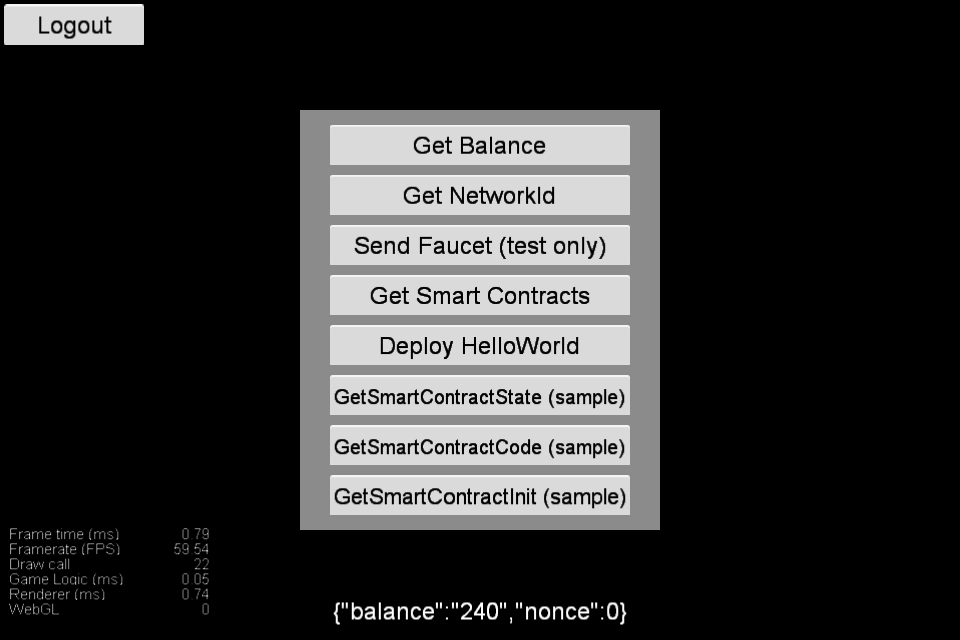 Logout
Get Balance
Get NetworkId
Send Faucet (test only)
Get Smart Contracts
Deploy HelloWorld
GetSmartContractState (sample)
GetSmartContractCode (sample)
GetSmartContractInit (sample)
Frame time (ms) 0.79
Framerate (FPS) 59.54
Draw call 22
Game Logic (ms) 0.05
Renderer (ms) 0.74
WebGL 0
{"balance":"240","nonce":0}